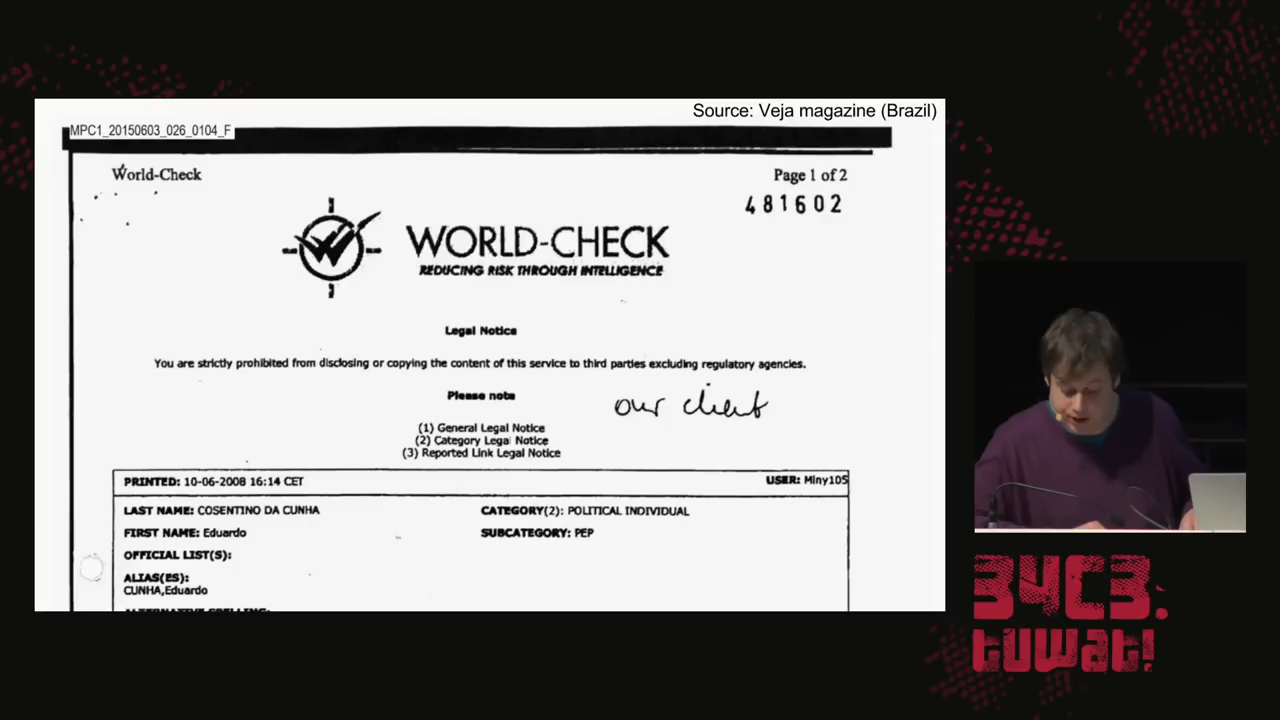 Source: Veja magazine (Brazil)
MPC1_20150603_026_0104_F
World-Check
Page 1 of 2
481602
WORLD-CHECK
REDUCING RISK THROUGH INTELLIGENCE
Legal Notice
You are strictly prohibited from disclosing or copying the content of this service to third parties excluding regulatory agencies.
Please note
our client
(1) General Legal Notice
(2) Category Legal Notice
(3) Reported Link Legal Notice
PRINTED: 10-06-2008 16:14 CET
USER: Miny105
LAST NAME: COSENTINO DA CUNHA
CATEGORY(2): POLITICAL INDIVIDUAL
FIRST NAME: Eduardo
SUBCATEGORY: PEP
OFFICIAL LIST(S):
ALIAS(ES):
CUNHA,Eduardo
ALTERNATIVE SPELLING:
34C3.
tuwat!